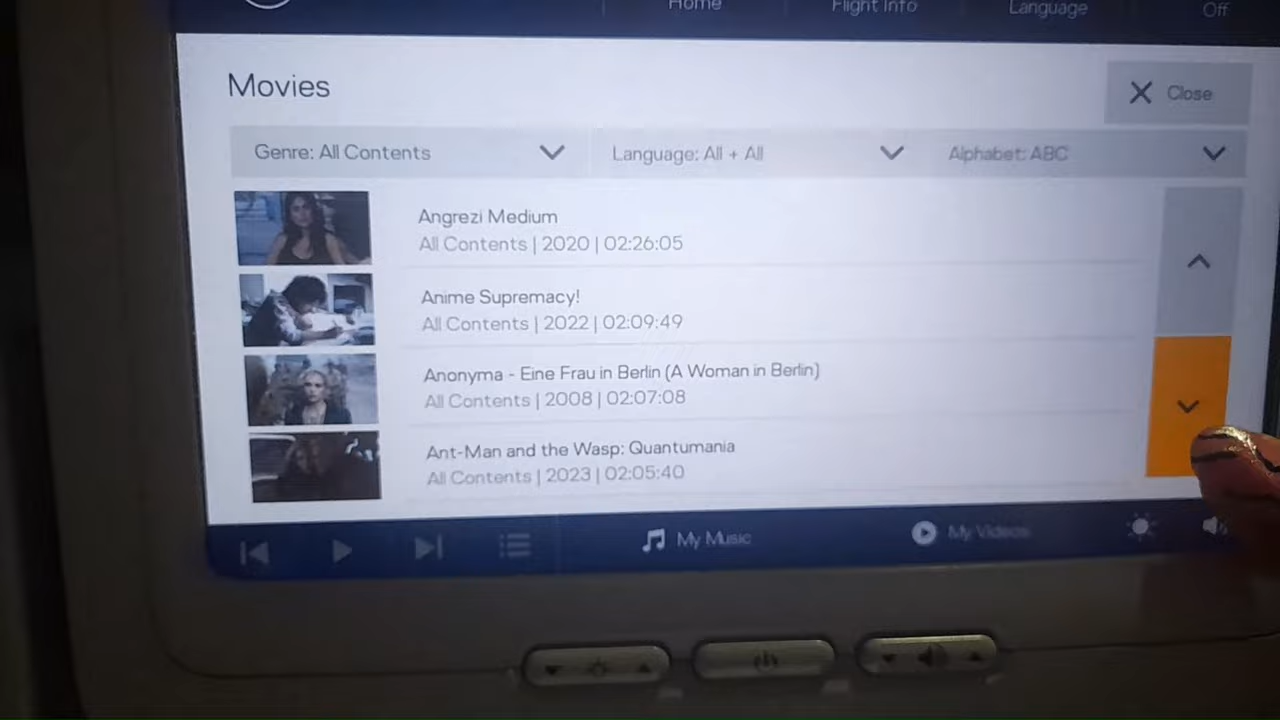 Home Flight Info Language Off
Movies
Close
Genre: All Contents
Language: All + All
Alphabet: ABC
Angrezi Medium
All Contents | 2020 | 02:26:05
Anime Supremacy!
All Contents | 2022 | 02:09:49
Anonyma - Eine Frau in Berlin (A Woman in Berlin)
All Contents | 2008 | 02:07:08
Ant-Man and the Wasp: Quantumania
All Contents | 2023 | 02:05:40
My Music
My Videos